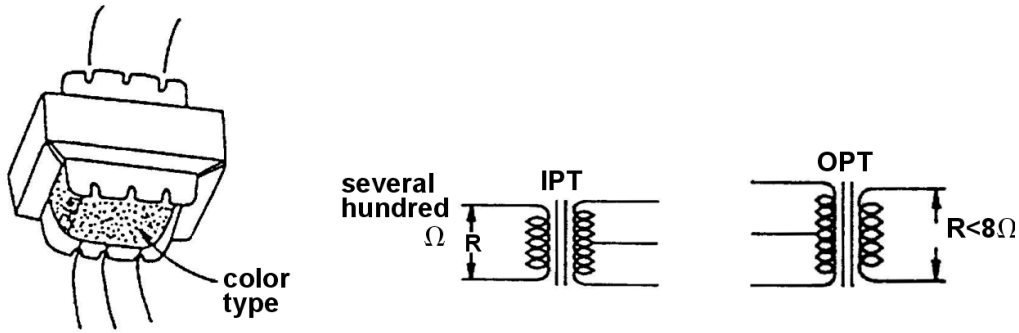 color
type
several
hundred
Ω
R
IPT
OPT
R<8Ω